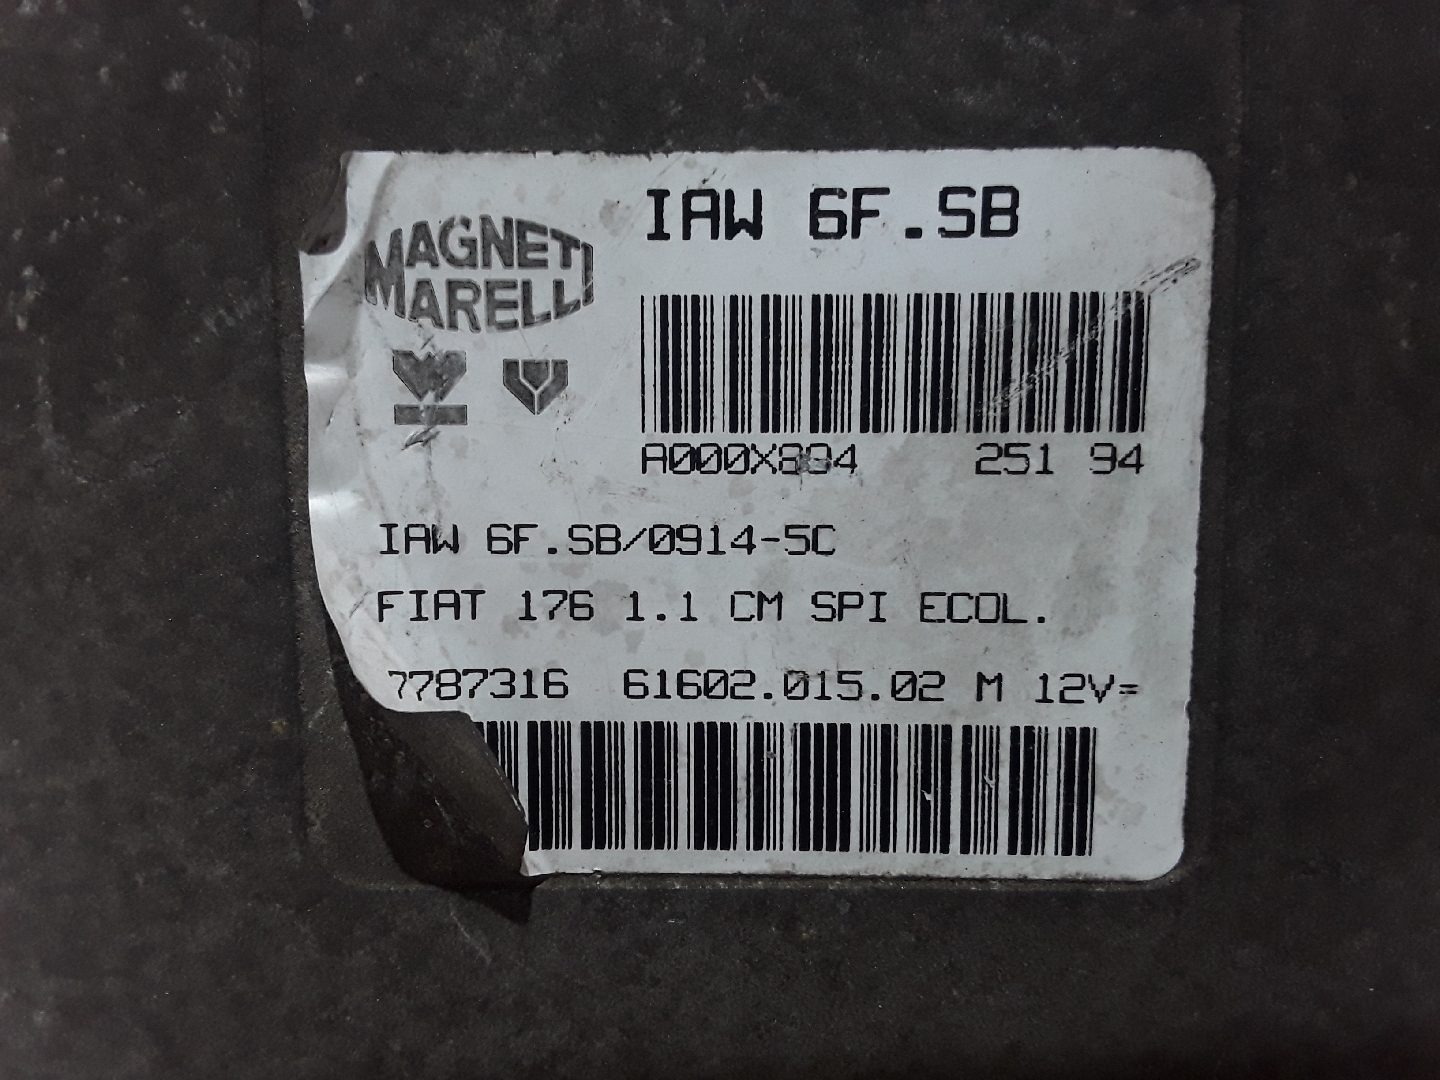 IAW 6F.SB
MAGNETI
MARELLI
251 94
IAW 6F.SB/0914-5C
FIAT 176 1.1 CM SPI ECOL.
7787316 61602.015.02 M 12V=